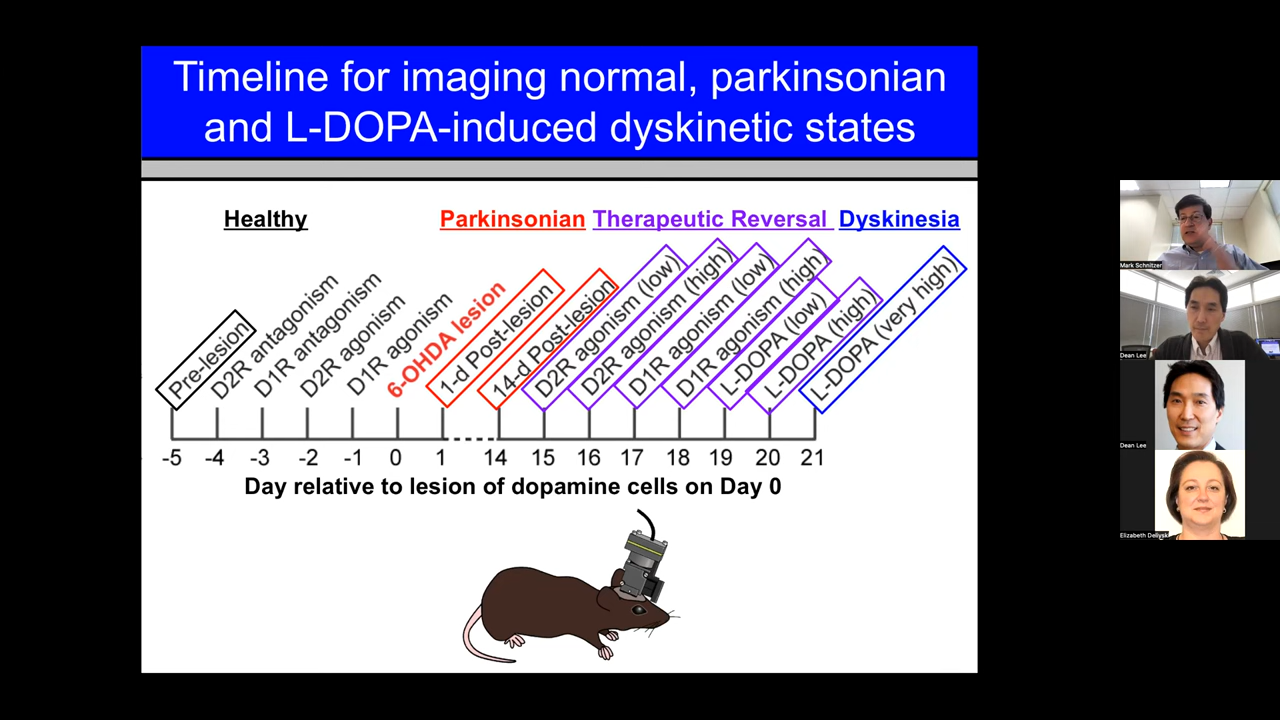 Timeline for imaging normal, parkinsonian
and L-DOPA-induced dyskinetic states
Healthy
Parkinsonian
Therapeutic Reversal
Dyskinesia
Pre-lesion
D2R antagonism
D1R antagonism
D2R agonism
D1R agonism
6-OHDA lesion
1-d Post-lesion
14-d Post-lesion
D2R agonism (low)
D2R agonism (high)
D1R agonism (low)
D1R agonism (high)
L-DOPA (low)
L-DOPA (high)
L-DOPA (very high)
-5 -4 -3 -2 -1 0 1 14 15 16 17 18 19 20 21
Day relative to lesion of dopamine cells on Day 0
Mark Schnitzer
Dean Lee
Dean Lee
Elizabeth